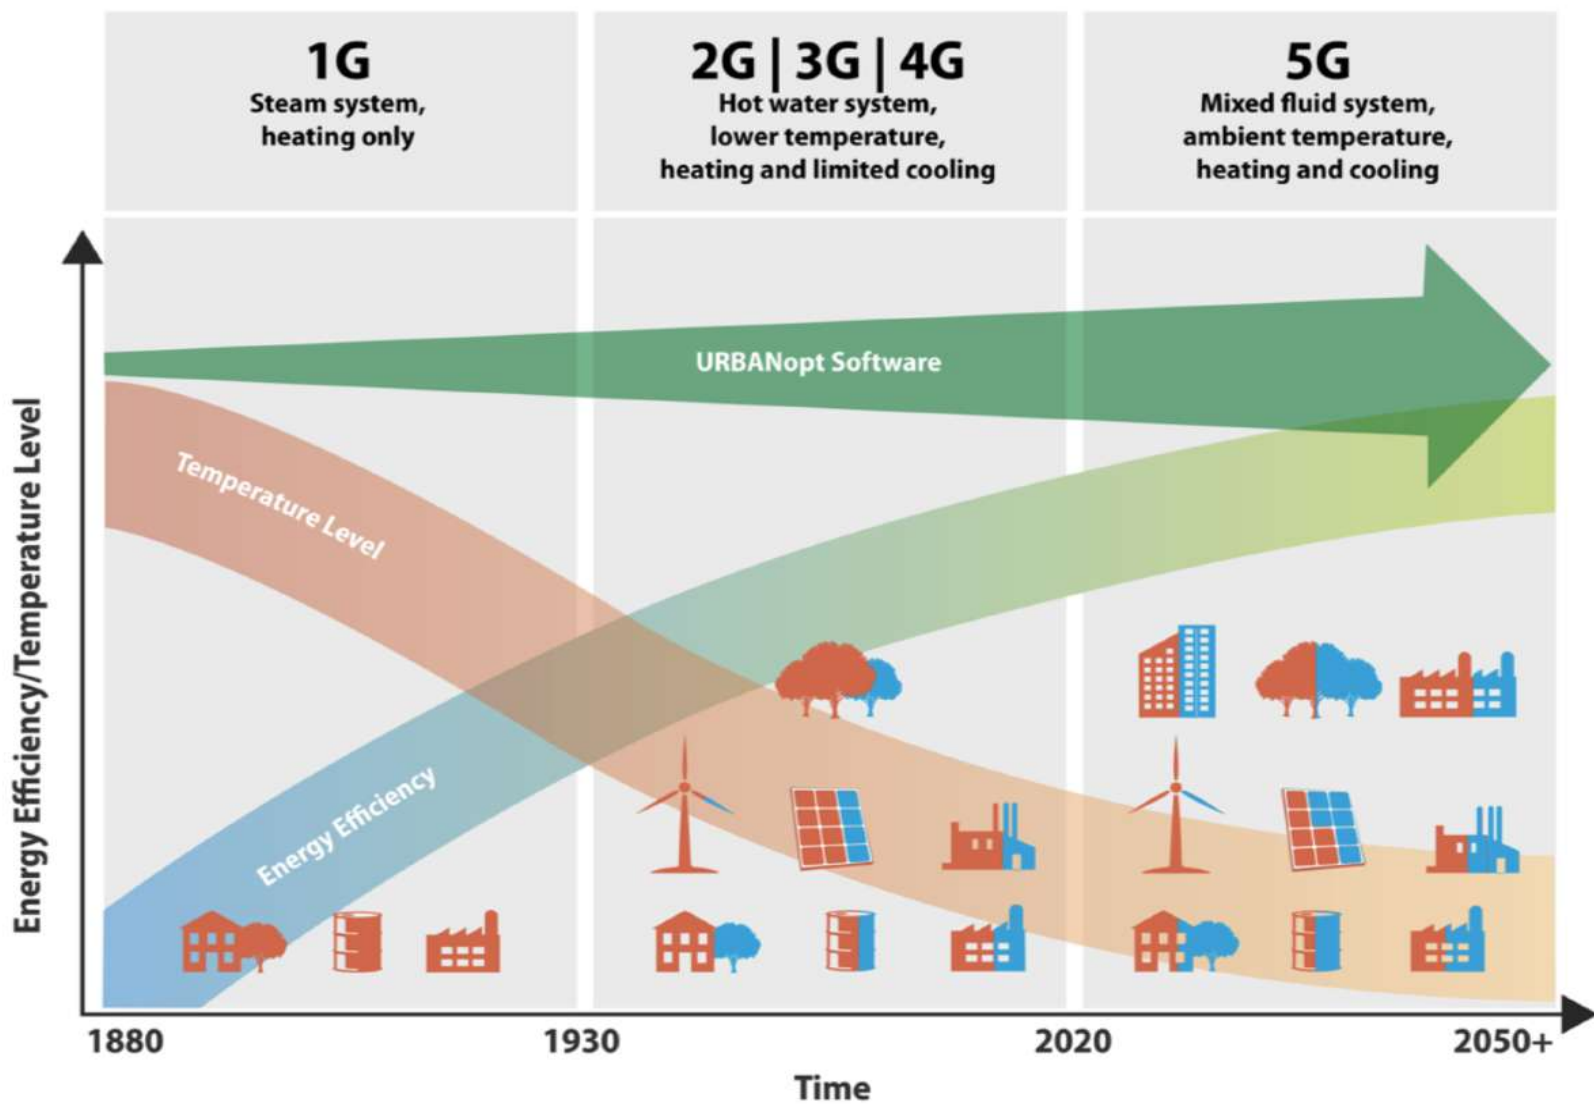 1G
Steam system,
heating only
2G | 3G | 4G
Hot water system,
lower temperature,
heating and limited cooling
5G
Mixed fluid system,
ambient temperature,
heating and cooling
Energy Efficiency/Temperature Level
URBANopt Software
Temperature Level
Energy Efficiency
1880
1930
2020
2050+
Time